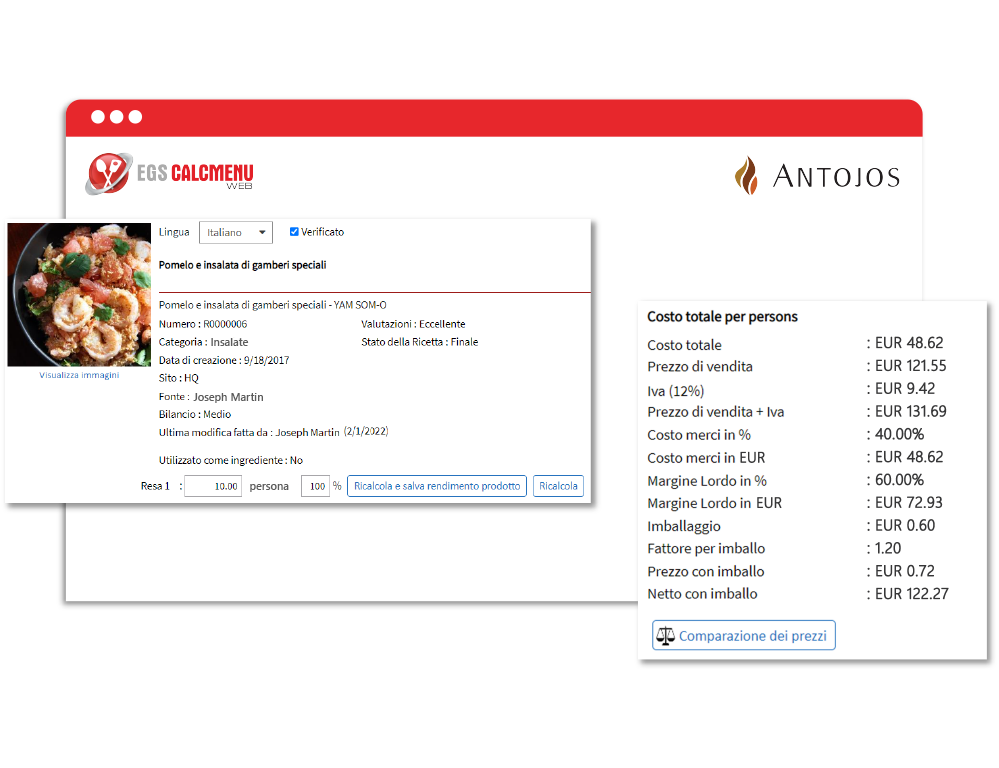 EGS CALCMENU
WEB
ANTOJOS
Lingua Italiano Verificato
Pomelo e insalata di gamberi speciali
Pomelo e insalata di gamberi speciali - YAM SOM-O
Numero : R0000006 Valutazioni : Eccellente
Categoria : Insalate Stato della Ricetta : Finale
Data di creazione : 9/18/2017
Sito : HQ
Visualizza immagini
Fonte : Joseph Martin
Bilancio : Medio
Ultima modifica fatta da : Joseph Martin (2/1/2022)
Utilizzato come ingrediente : No
Resa 1 : 10.00 persona 100 % Ricalcola e salva rendimento prodotto Ricalcola
Costo totale per persons
Costo totale : EUR 48.62
Prezzo di vendita : EUR 121.55
Iva (12%) : EUR 9.42
Prezzo di vendita + Iva : EUR 131.69
Costo merci in % : 40.00%
Costo merci in EUR : EUR 48.62
Margine Lordo in % : 60.00%
Margine Lordo in EUR : EUR 72.93
Imballaggio : EUR 0.60
Fattore per imballo : 1.20
Prezzo con imballo : EUR 0.72
Netto con imballo : EUR 122.27
Comparazione dei prezzi